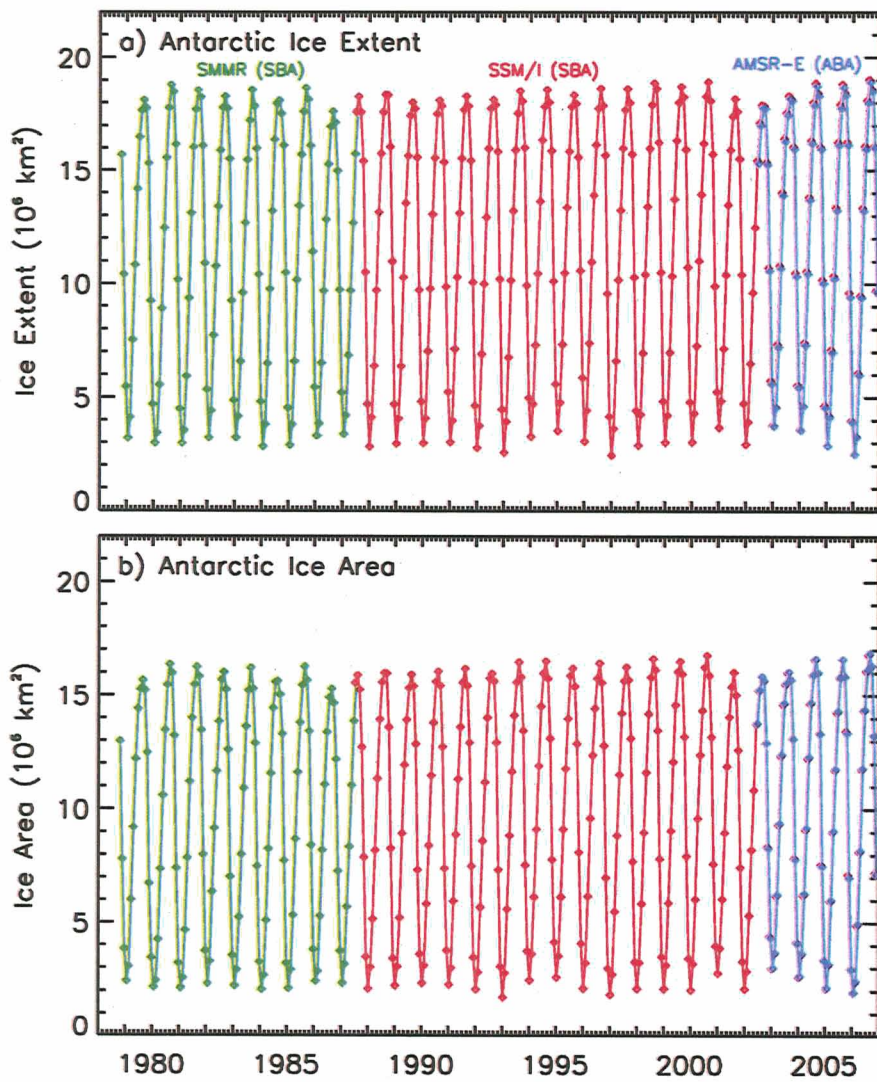 a) Antarctic Ice Extent
SMMR (SBA)
SSM/I (SBA)
AMSR-E (ABA)
Ice Extent (10⁶ km²)
20
15
10
5
0
b) Antarctic Ice Area
Ice Area (10⁶ km²)
20
15
10
5
0
1980 1985 1990 1995 2000 2005